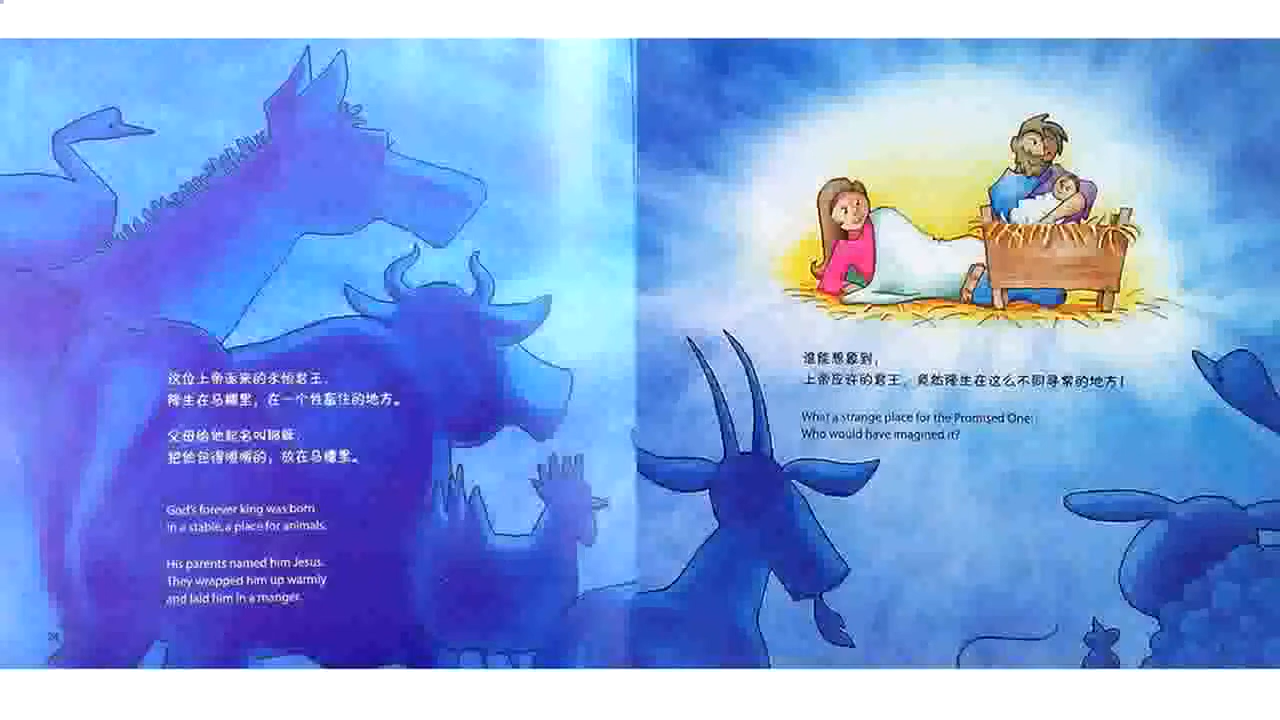 这位上帝派来的永恒君王,
降生在马棚里,在一个牲畜住的地方。
父母给他起名叫耶稣,
把他包得暖暖的,放在马槽里。
God's forever king was born
in a stable, a place for animals.
His parents named him Jesus.
They wrapped him up warmly
and laid him in a manger.
24
谁能想象到,
上帝应许的君王,竟然降生在这么不同寻常的地方!
What a strange place for the Promised One:
Who would have imagined it?